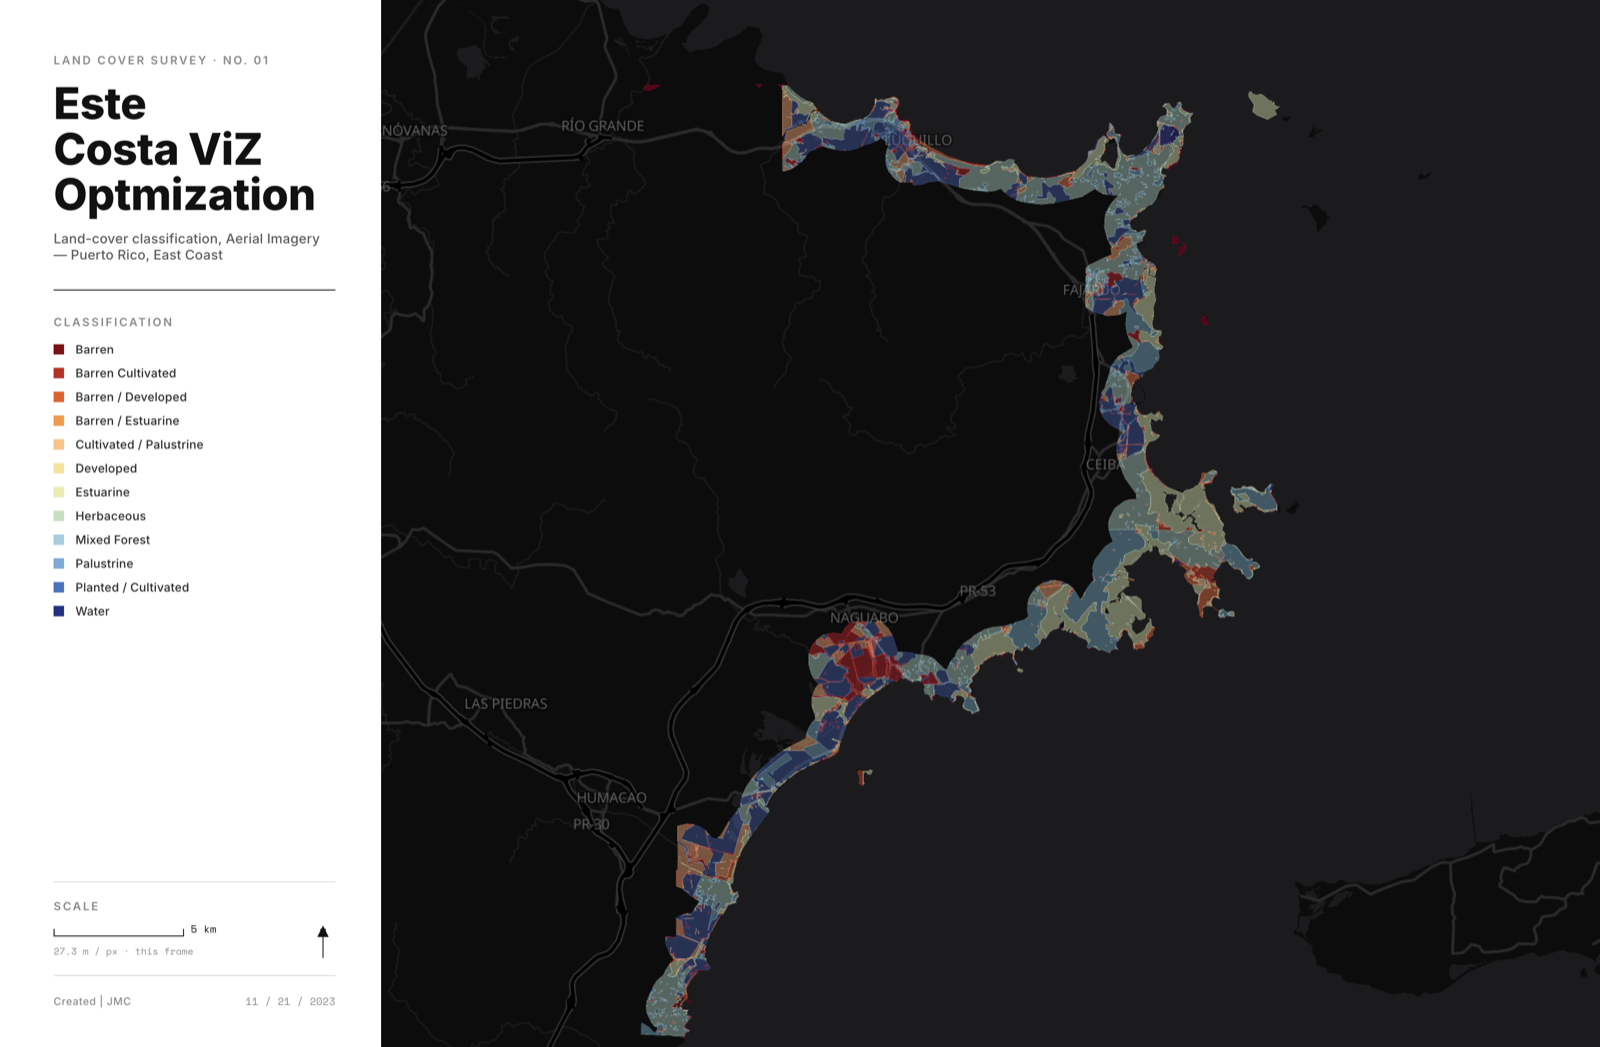 LAND COVER SURVEY · NO. 01
Este
Costa ViZ
Optmization
Land-cover classification, Aerial Imagery
— Puerto Rico, East Coast
CLASSIFICATION
Barren
Barren Cultivated
Barren / Developed
Barren / Estuarine
Cultivated / Palustrine
Developed
Estuarine
Herbaceous
Mixed Forest
Palustrine
Planted / Cultivated
Water
SCALE
5 km
27.3 m / px · this frame
Created | JMC
11 / 21 / 2023
NÓVANAS
RÍO GRANDE
LUQUILLO
6
FAJARDO
CEIBA
PR-53
NAGUABO
LAS PIEDRAS
HUMACAO
PR-30